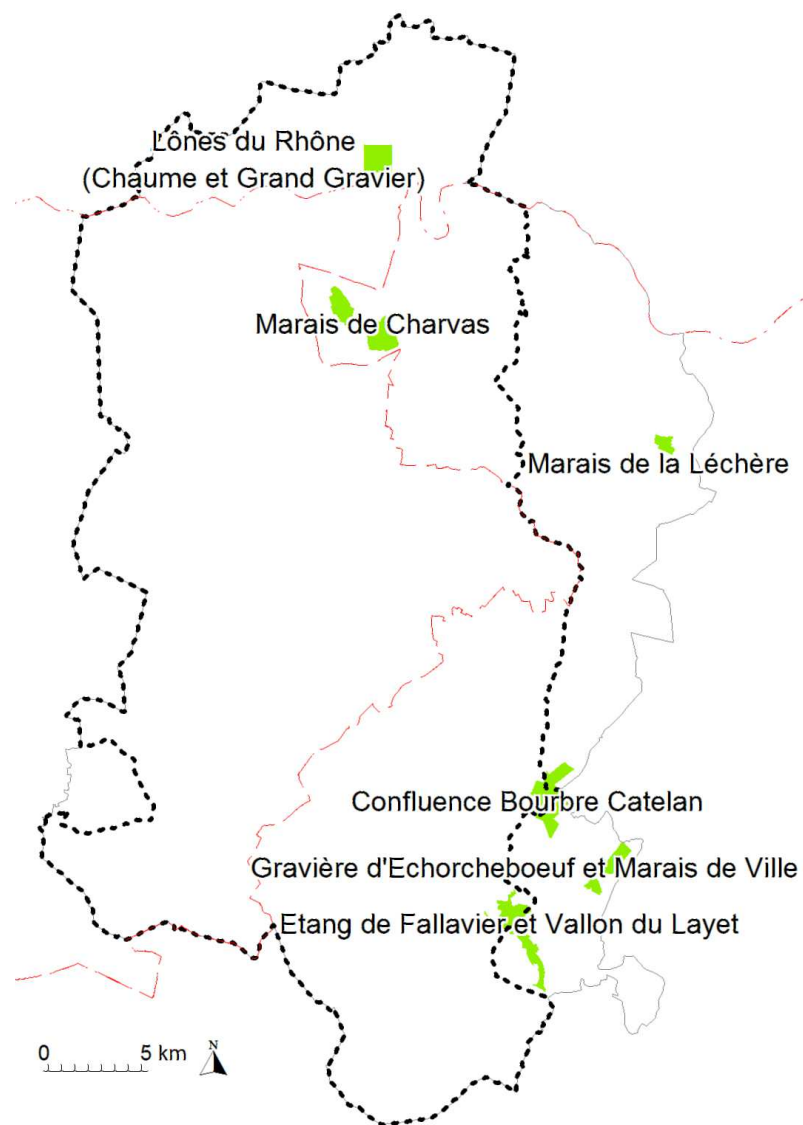 Lônes du Rhône
(Chaume et Grand Gravier)
Marais de Charvas
Marais de la Léchère
Confluence Bourbre Catelan
Gravière d'Echorcheboeuf et Marais de Ville
Etang de Fallavier et Vallon du Layet
0 5 km
N